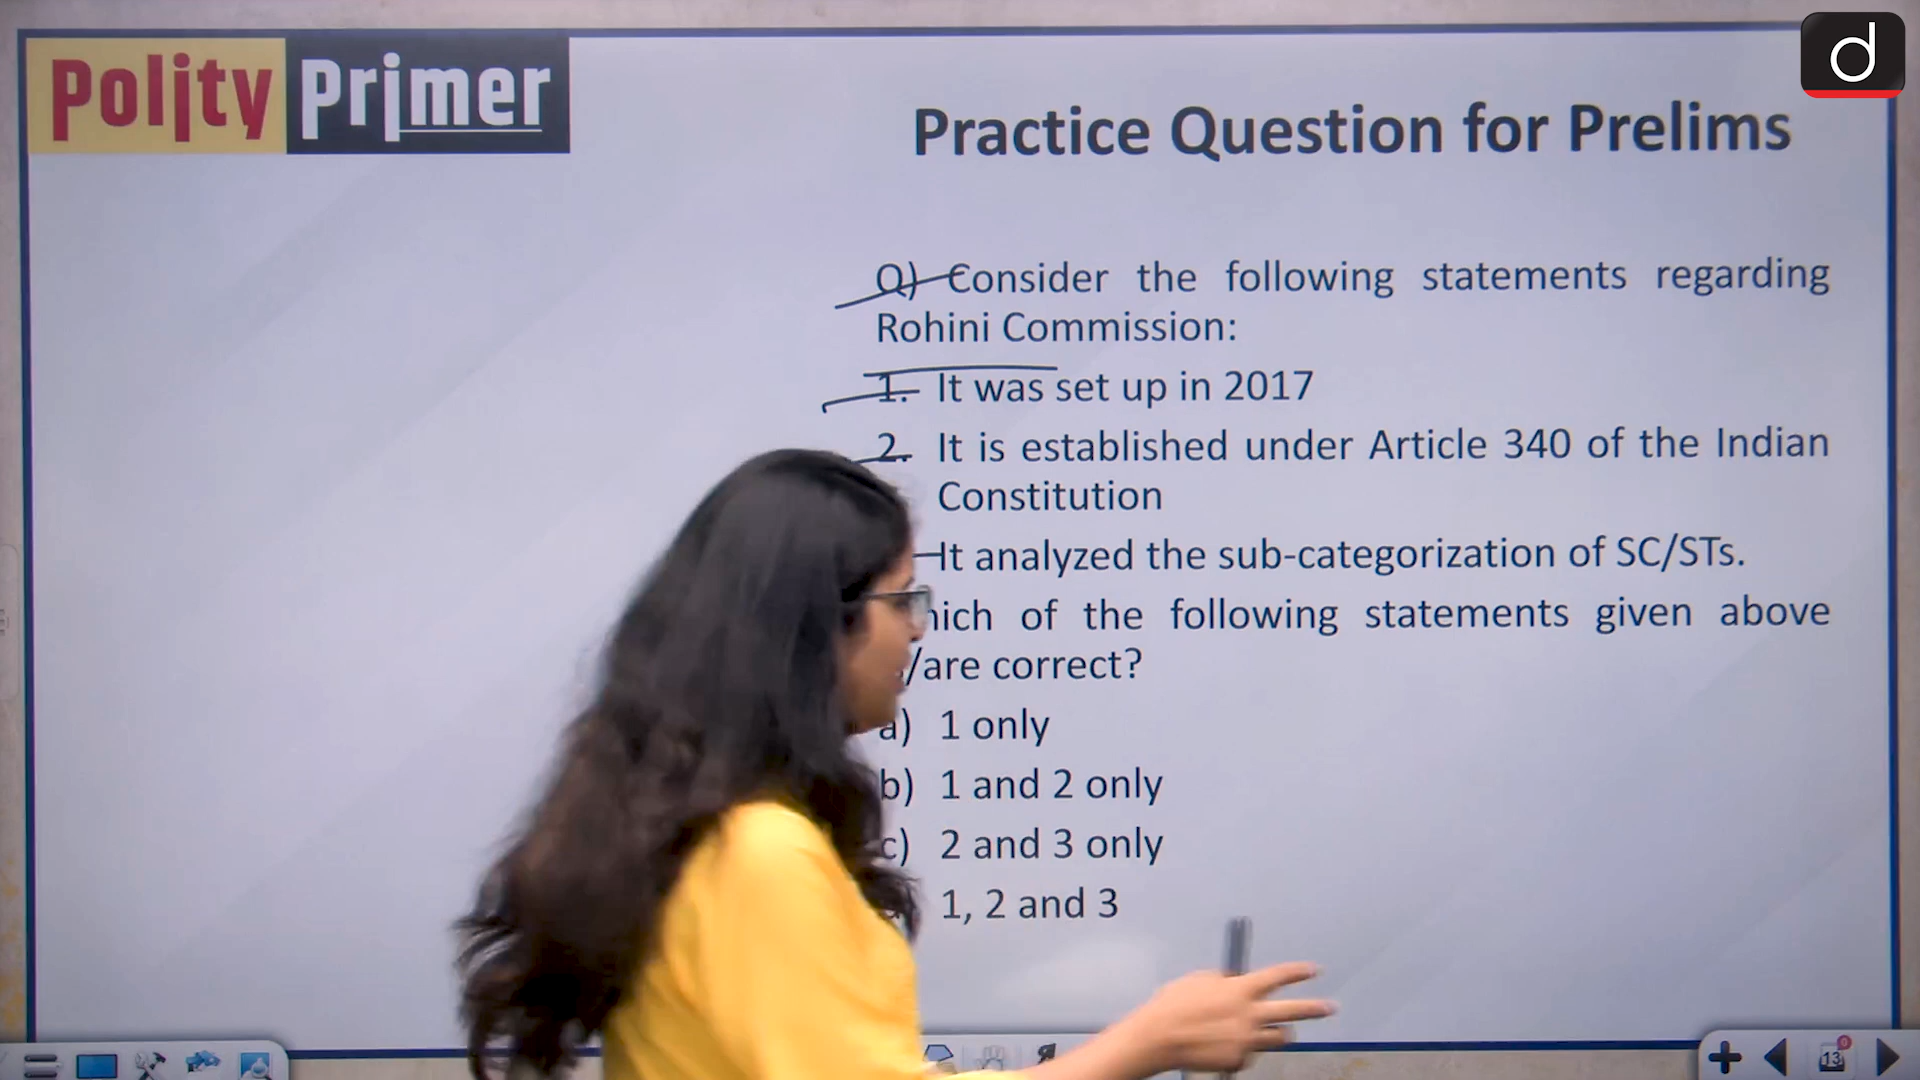 Polity Primer
d
Practice Question for Prelims
Q) Consider the following statements regarding
Rohini Commission:
1. It was set up in 2017
2. It is established under Article 340 of the Indian
Constitution
It analyzed the sub-categorization of SC/STs.
of the following statements given above
/are correct?
a) 1 only
b) 1 and 2 only
c) 2 and 3 only
1, 2 and 3
13
0